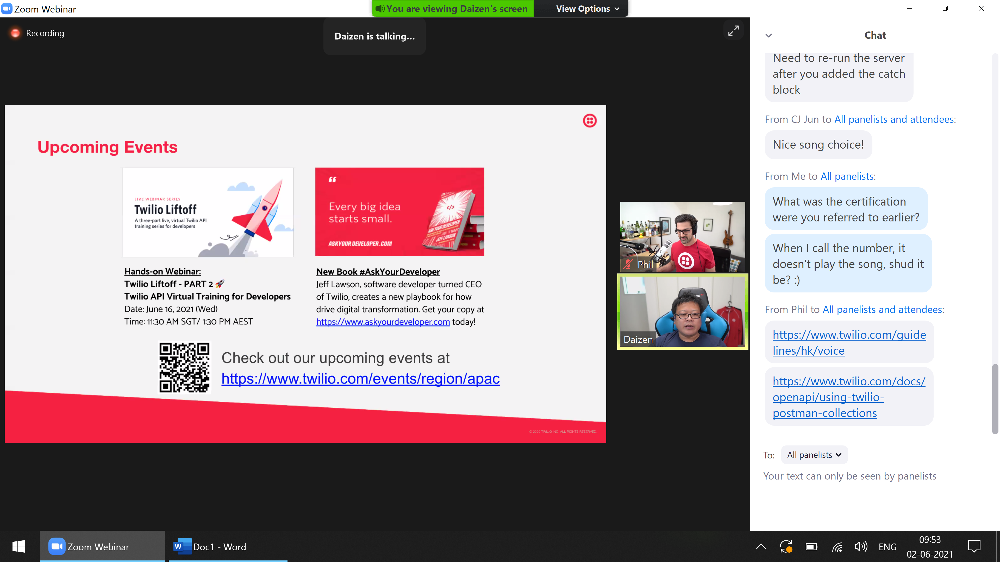 Zoom Webinar
You are viewing Daizen's screen
View Options
Recording
Daizen is talking...
Upcoming Events
LIVE WEBINAR SERIES
Twilio Liftoff
A three-part live, virtual Twilio API
training series for developers
“
Every big idea
starts small.
ASKYOURDEVELOPER.COM
</>
ASK YOUR DEVELOPER
JEFF LAWSON
Hands-on Webinar:
Twilio Liftoff - PART 2 🚀
Twilio API Virtual Training for Developers
Date: June 16, 2021 (Wed)
Time: 11:30 AM SGT/ 1:30 PM AEST
New Book #AskYourDeveloper
Jeff Lawson, software developer turned CEO
of Twilio, creates a new playbook for how
drive digital transformation. Get your copy at
https://www.askyourdeveloper.com today!
Check out our upcoming events at
https://www.twilio.com/events/region/apac
© 2020 TWILIO INC. ALL RIGHTS RESERVED.
Phil
Daizen
Chat
Need to re-run the server
after you added the catch
block
From CJ Jun to All panelists and attendees:
Nice song choice!
From Me to All panelists:
What was the certification
were you referred to earlier?
When I call the number, it
doesn't play the song, shud it
be? :)
From Phil to All panelists and attendees:
https://www.twilio.com/guide
lines/hk/voice
https://www.twilio.com/docs/
openapi/using-twilio-
postman-collections
To: All panelists
Your text can only be seen by panelists
Zoom Webinar
W
Doc1 - Word
ENG
09:53
02-06-2021